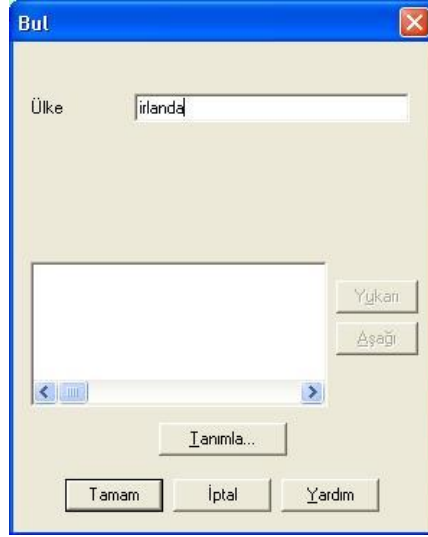 Bul
Ülke irlanda
Yukarı
Aşağı
Tanımla...
Tamam İptal Yardım